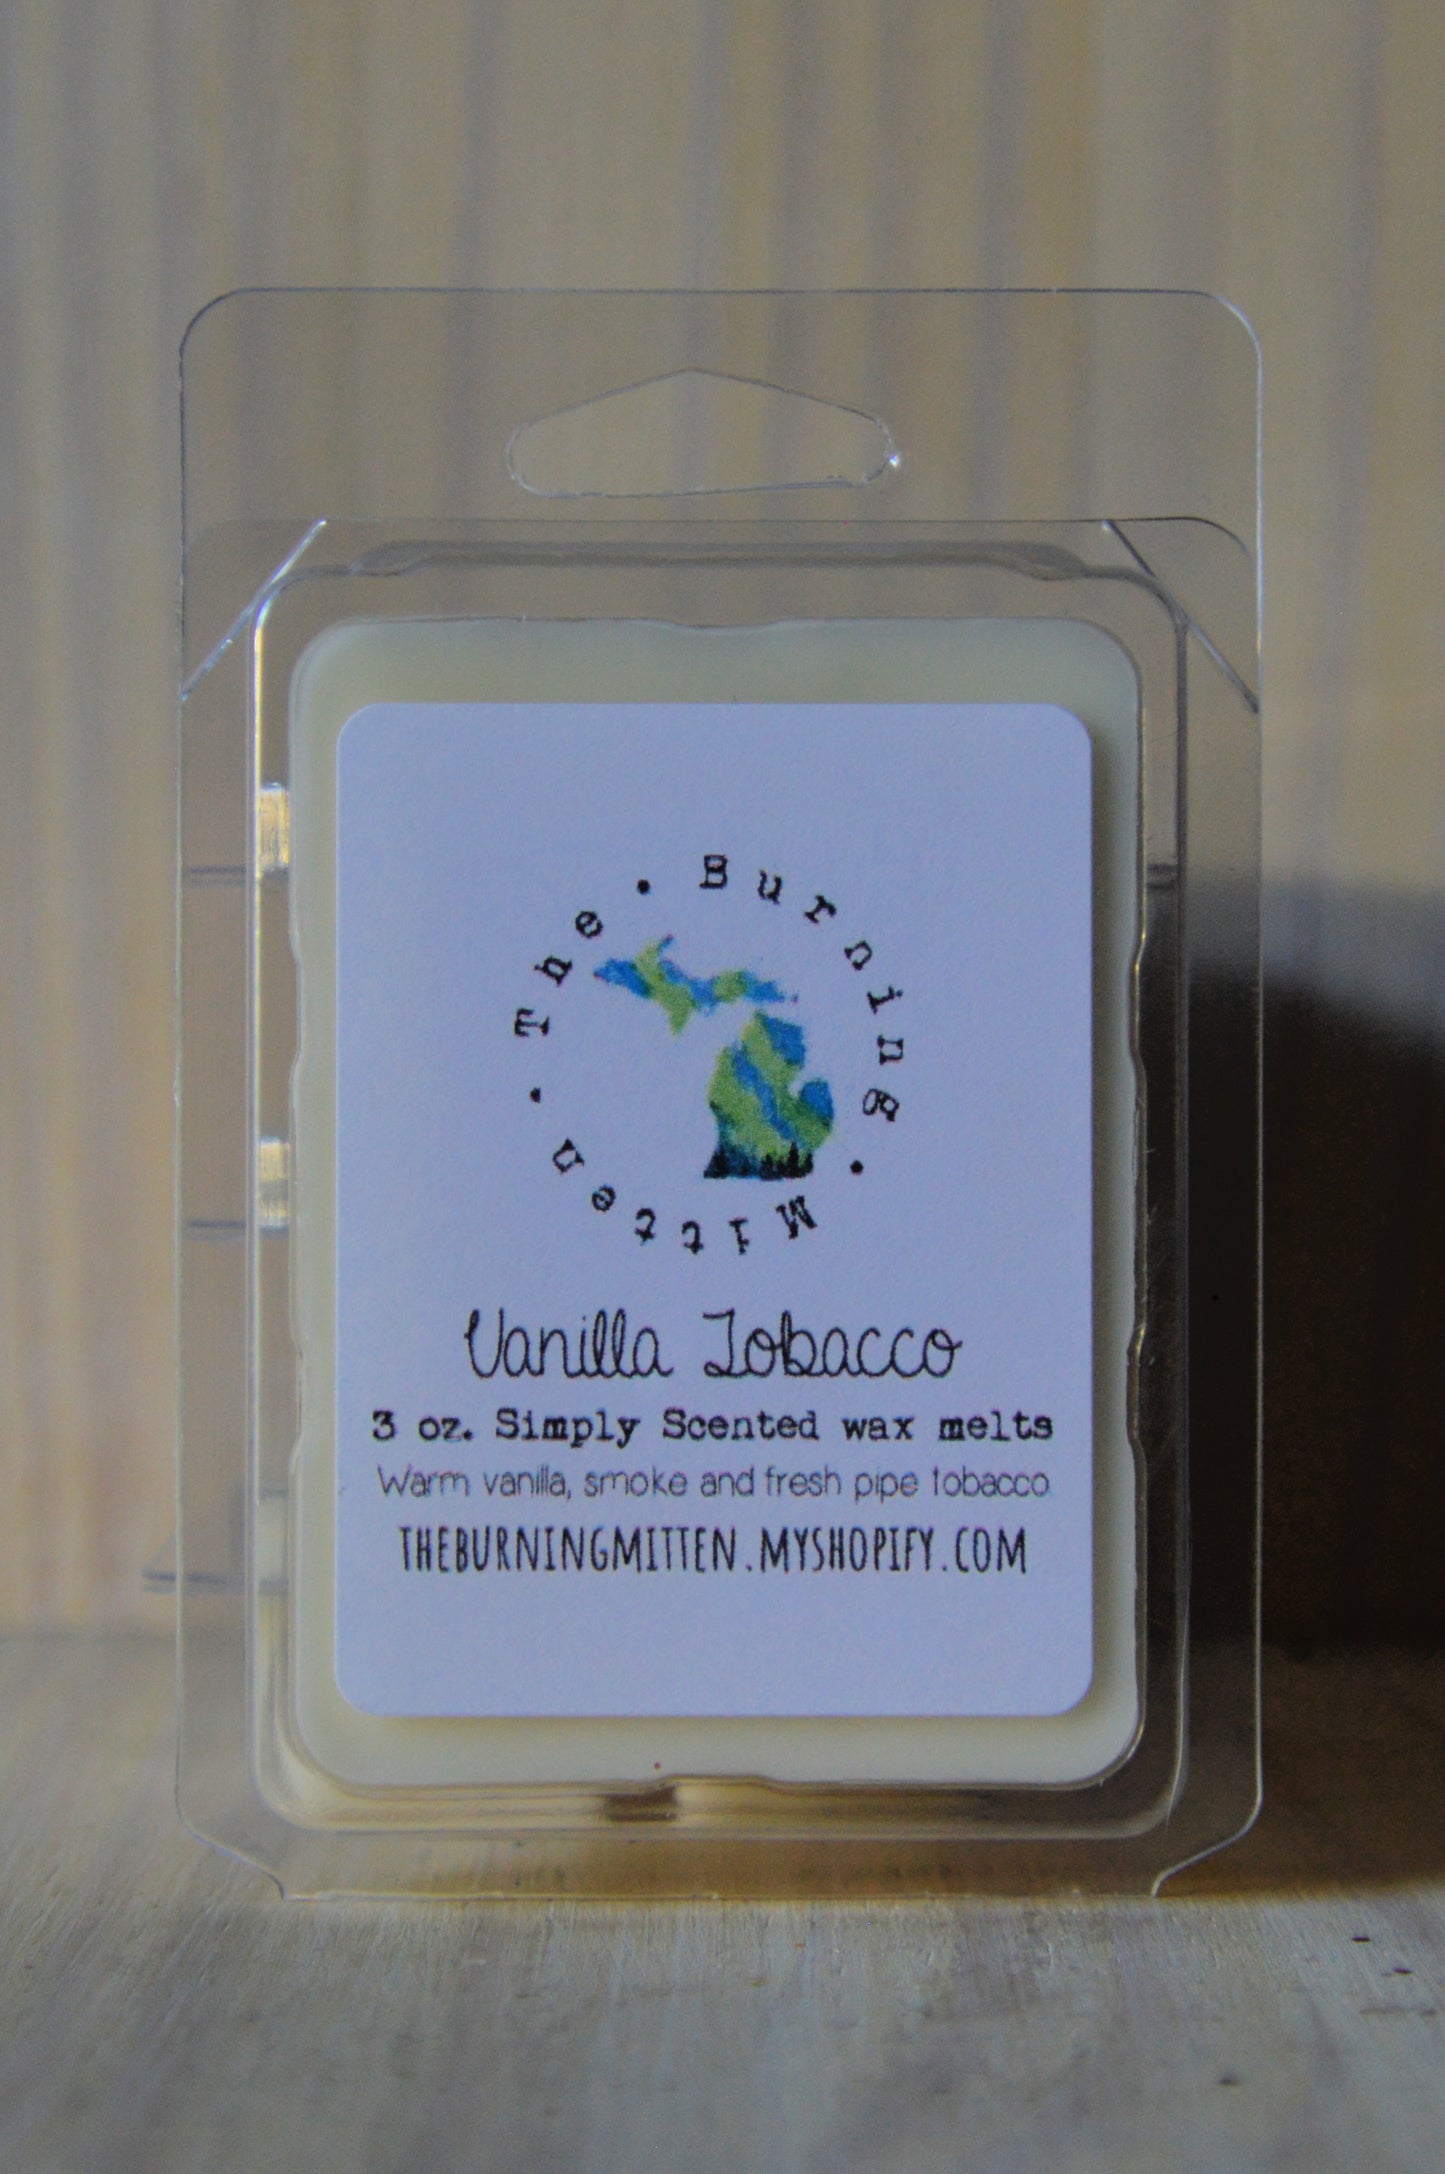 The • Burning • Mitten •
Vanilla Tobacco
3 oz. Simply Scented wax melts
Warm vanilla, smoke and fresh pipe tobacco
THEBURNINGMITTEN.MYSHOPIFY.COM